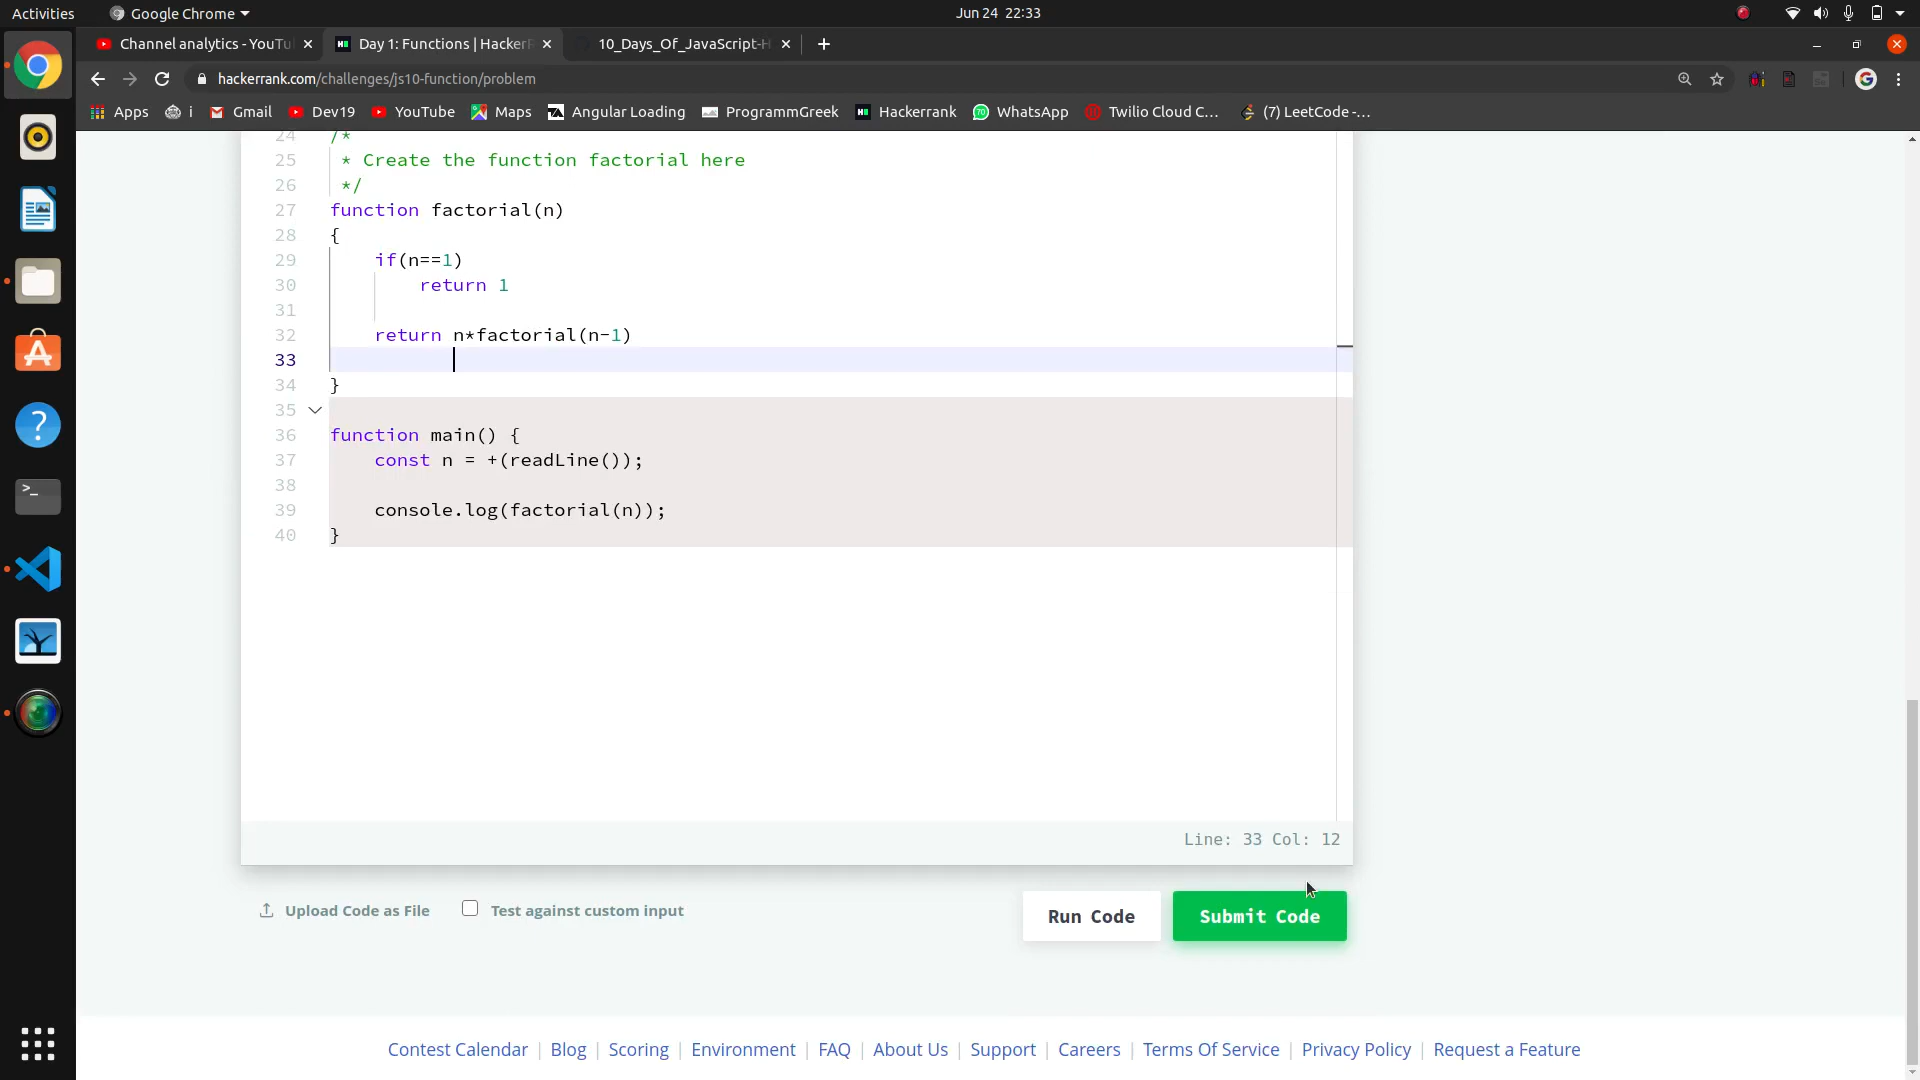 Activities
Google Chrome
Jun 24 22:33
Channel analytics - YouTu
Day 1: Functions | HackerR
10_Days_Of_JavaScript-H
hackerrank.com/challenges/js10-function/problem
Apps
i
Gmail
Dev19
YouTube
Maps
Angular Loading
ProgrammGreek
Hackerrank
WhatsApp
Twilio Cloud C...
(7) LeetCode -...
24 /*
25 * Create the function factorial here
26 */
27 function factorial(n)
28 {
29 if(n==1)
30 return 1
31
32 return n*factorial(n-1)
33
34 }
35
36 function main() {
37 const n = +(readLine());
38
39 console.log(factorial(n));
40 }
Line: 33 Col: 12
Upload Code as File
Test against custom input
Run Code
Submit Code
Contest Calendar | Blog | Scoring | Environment | FAQ | About Us | Support | Careers | Terms Of Service | Privacy Policy | Request a Feature